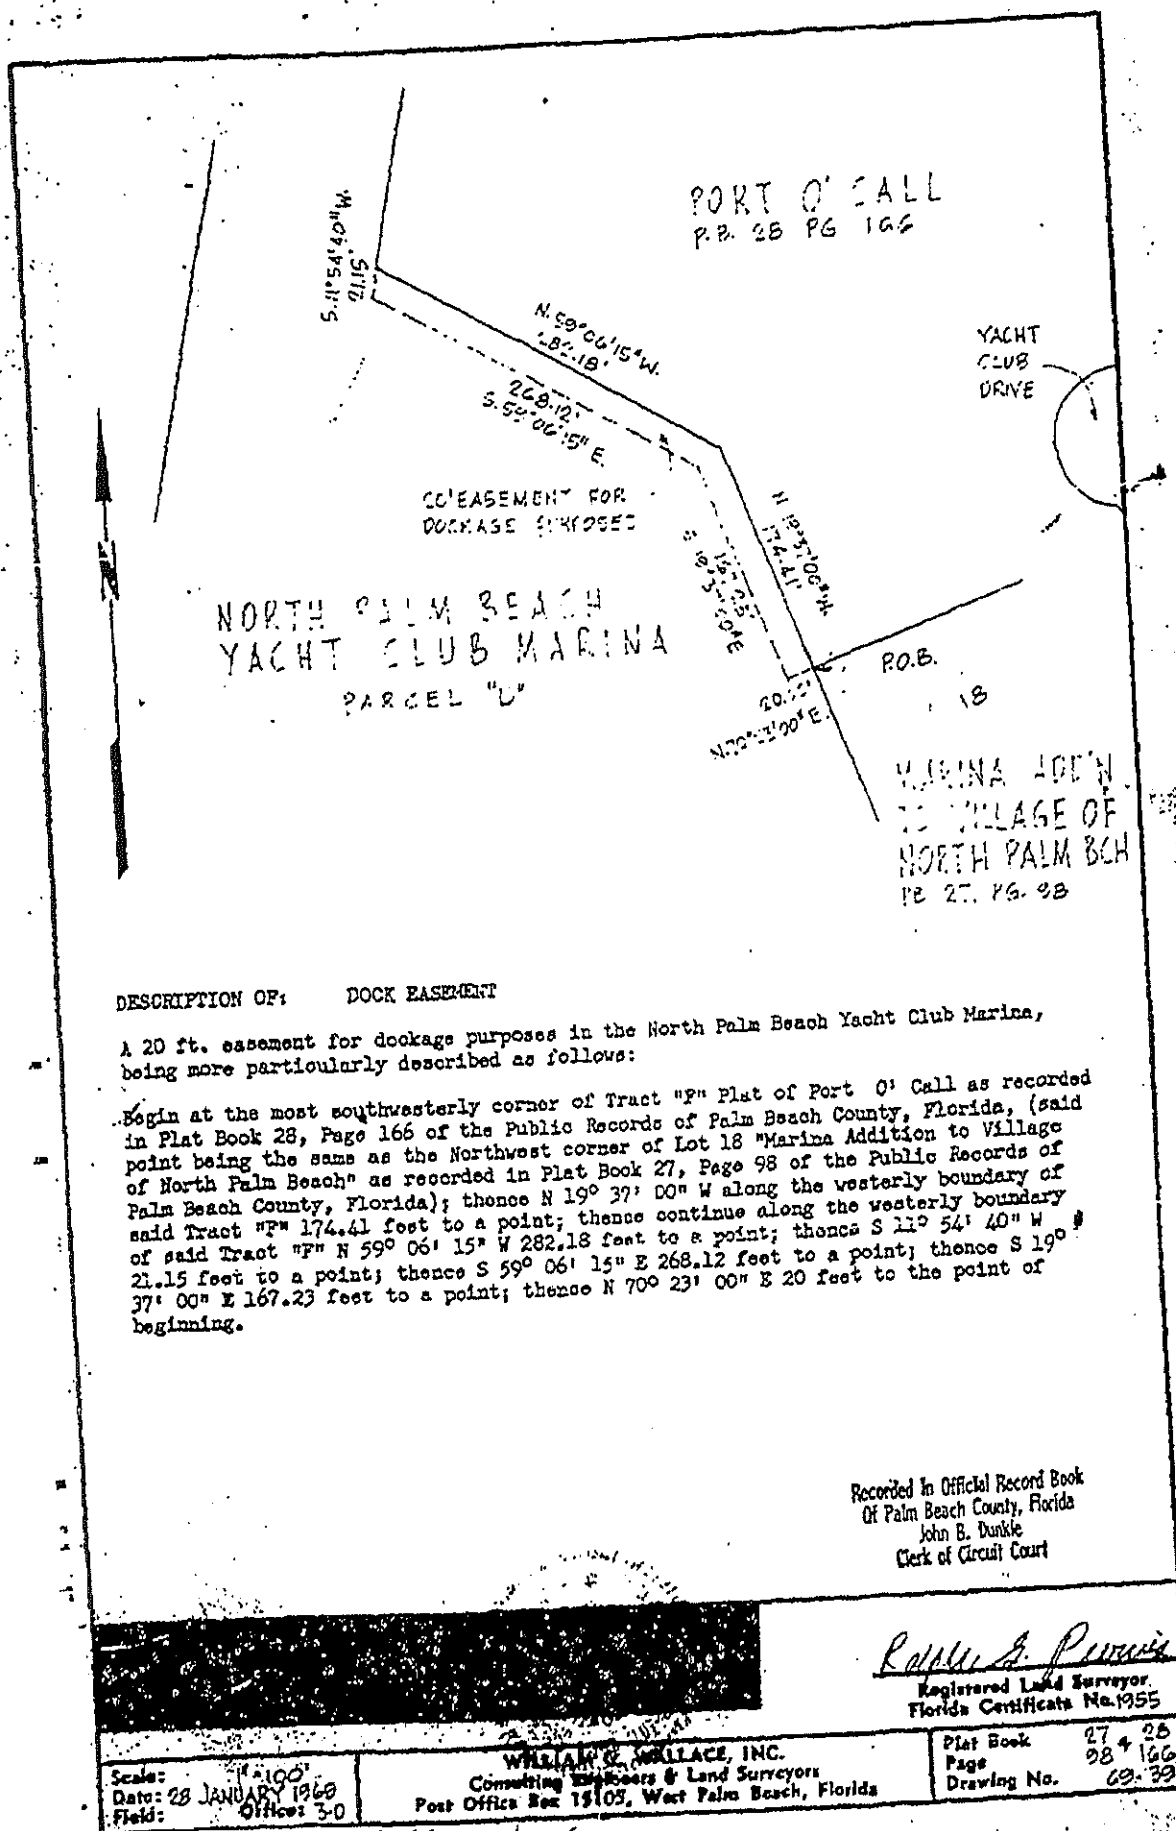 PORT O' CALL
P.B. 28 PG 166
S.11°54'40"W.
21.15'
N.59°06'15"W.
282.18'
268.12'
S.59°06'15"E.
YACHT
CLUB
DRIVE
EASEMENT FOR
DOCKAGE PURPOSES
N 19°37'00"W
174.41'
S 19°37'00"E
NORTH PALM BEACH
YACHT CLUB MARINA
PARCEL
P.O.B.
20.00'
N.70°23'00"E.
18
MARINA ADD'N
TO VILLAGE OF
NORTH PALM BCH
PB 27, PG. 98
N
DESCRIPTION OF: DOCK EASEMENT
A 20 ft. easement for dockage purposes in the North Palm Beach Yacht Club Marina,
being more particularly described as follows:
Begin at the most southwesterly corner of Tract "F" Plat of Port O' Call as recorded
in Plat Book 28, Page 166 of the Public Records of Palm Beach County, Florida, (said
point being the same as the Northwest corner of Lot 18 "Marina Addition to Village
of North Palm Beach" as recorded in Plat Book 27, Page 98 of the Public Records of
Palm Beach County, Florida); thence N 19° 37' 00" W along the westerly boundary of
said Tract "F" 174.41 feet to a point; thence continue along the westerly boundary
of said Tract "F" N 59° 06' 15" W 282.18 feet to a point; thence S 11° 54' 40" W
21.15 feet to a point; thence S 59° 06' 15" E 268.12 feet to a point; thence S 19°
37' 00" E 167.23 feet to a point; thence N 70° 23' 00" E 20 feet to the point of
beginning.
Recorded In Official Record Book
Of Palm Beach County, Florida
John B. Dunkle
Clerk of Circuit Court
Ralph G. Purvis
Registered Land Surveyor
Florida Certificate No. 1955
Scale: 1"=100'
Date: 28 JANUARY 1969
Field: Office: 3-0
WILLIAM G. WALLACE, INC.
Consulting Engineers & Land Surveyors
Post Office Box 15105, West Palm Beach, Florida
Plat Book 27 & 28
Page 98 & 166
Drawing No. 69-39